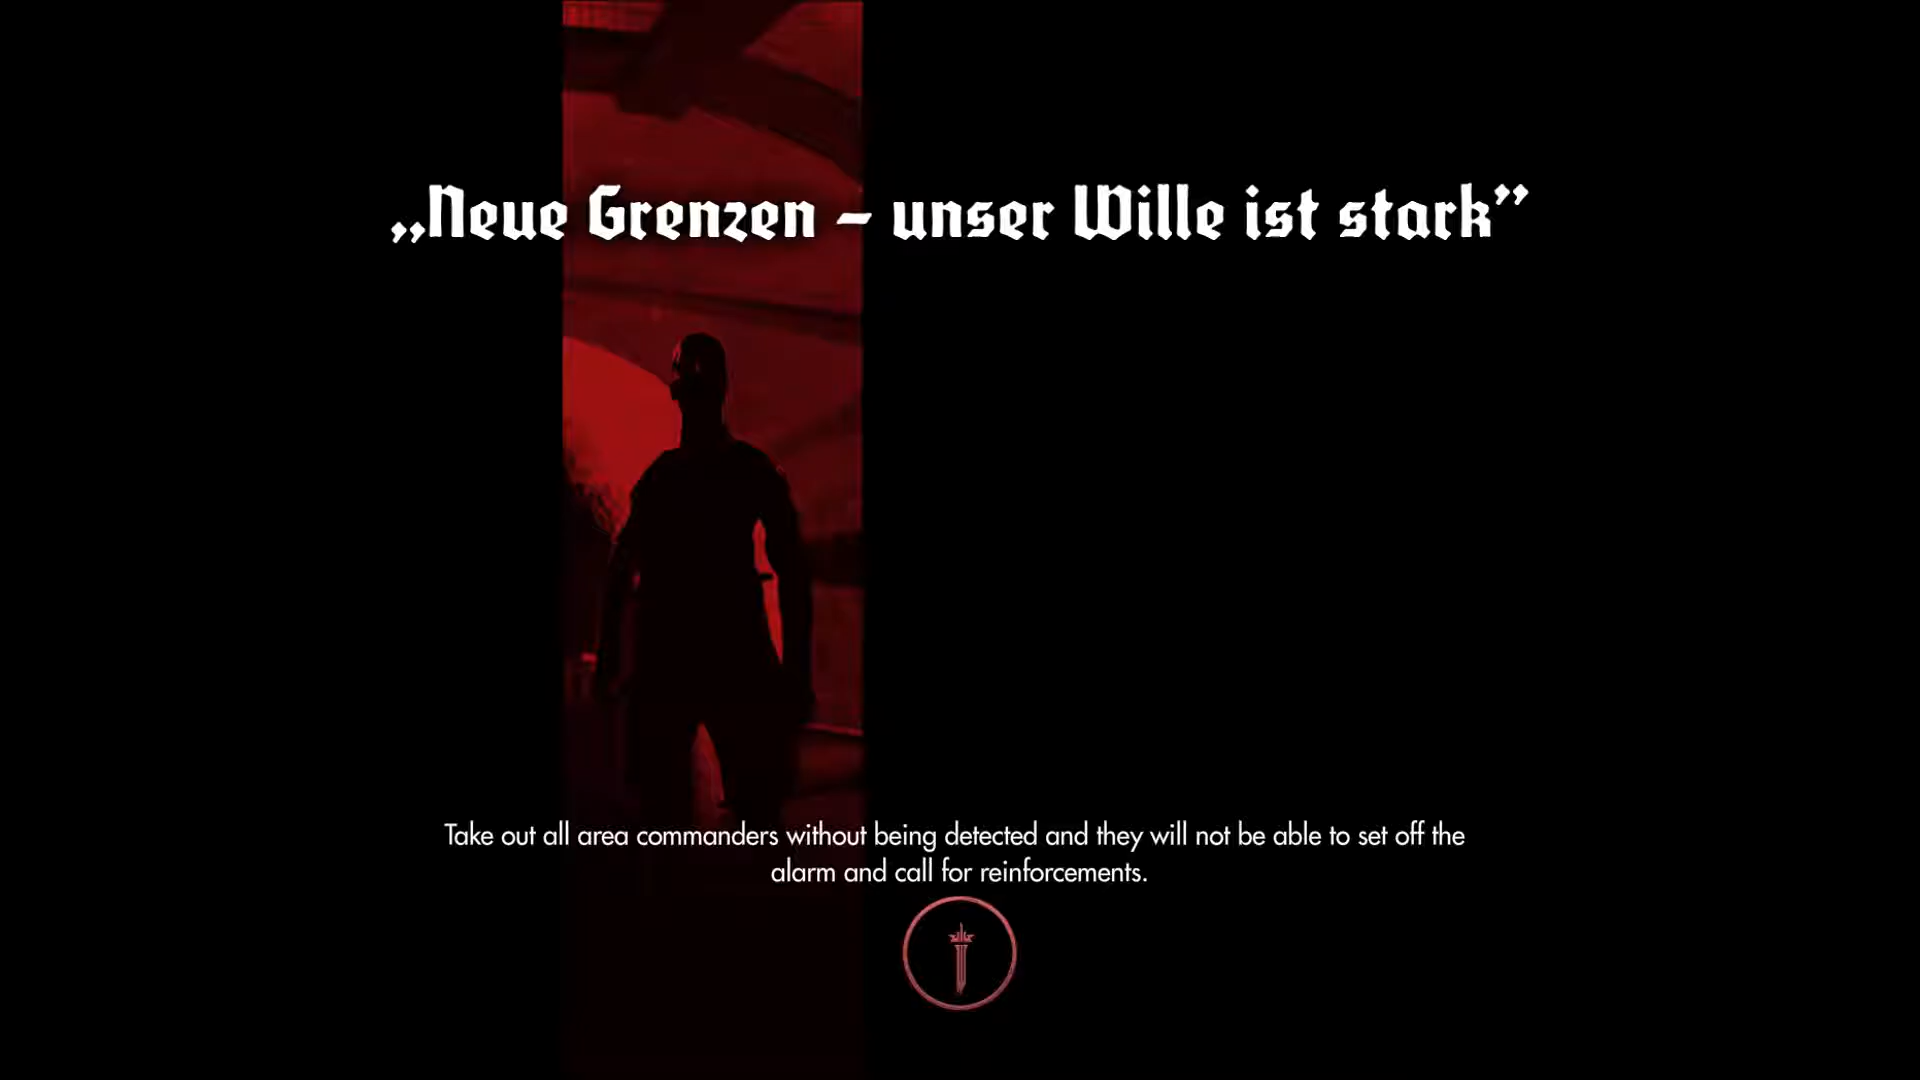 „Neue Grenzen – unser Wille ist stark”
Take out all area commanders without being detected and they will not be able to set off the
alarm and call for reinforcements.